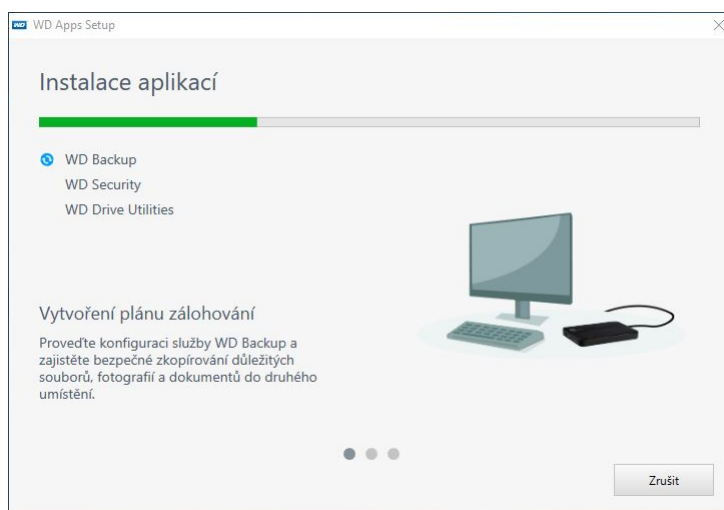 WD WD Apps Setup
Instalace aplikací
WD Backup
WD Security
WD Drive Utilities
Vytvoření plánu zálohování
Proveďte konfiguraci služby WD Backup a
zajistěte bezpečné zkopírování důležitých
souborů, fotografií a dokumentů do druhého
umístění.
Zrušit